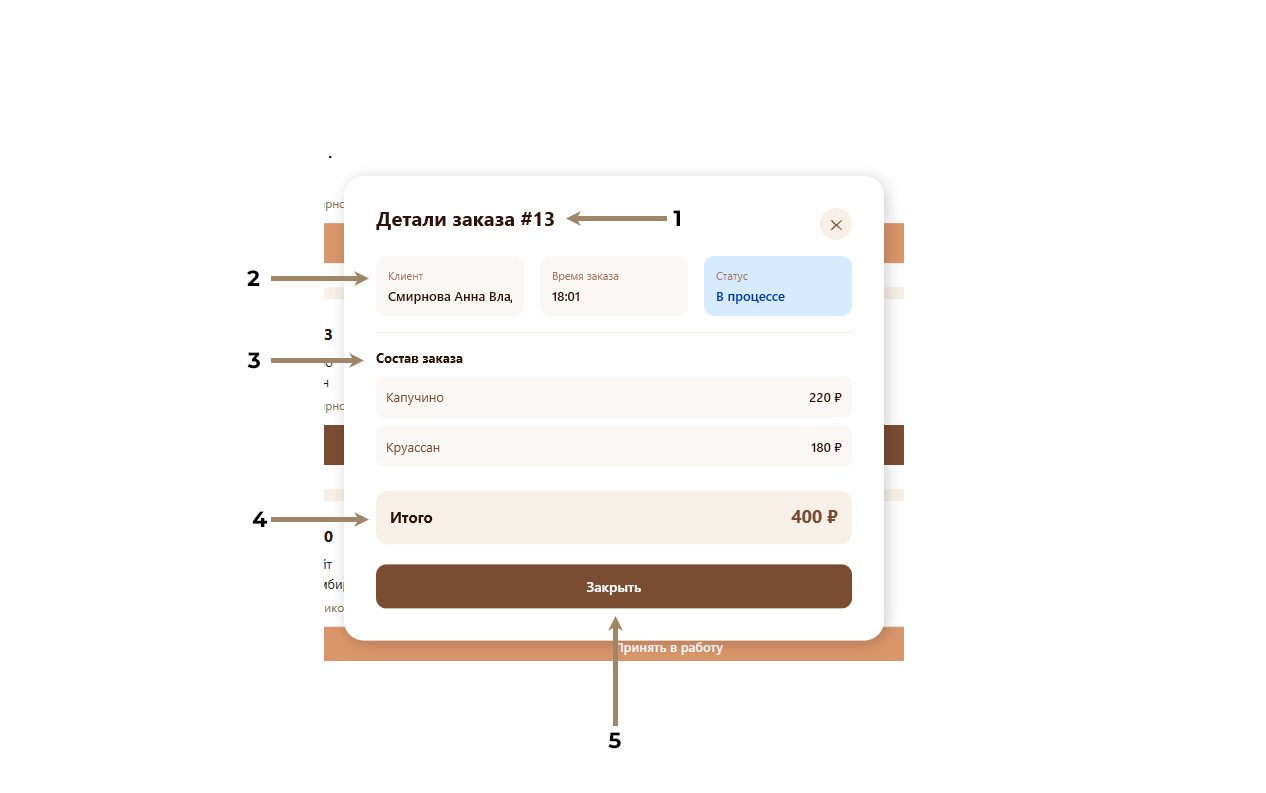 Детали заказа #13
1
2
Клиент
Смирнова Анна Вла
Время заказа
18:01
Статус
В процессе
3
Состав заказа
Капучино
220 ₽
Круассан
180 ₽
4
Итого
400 ₽
Закрыть
Принять в работу
5